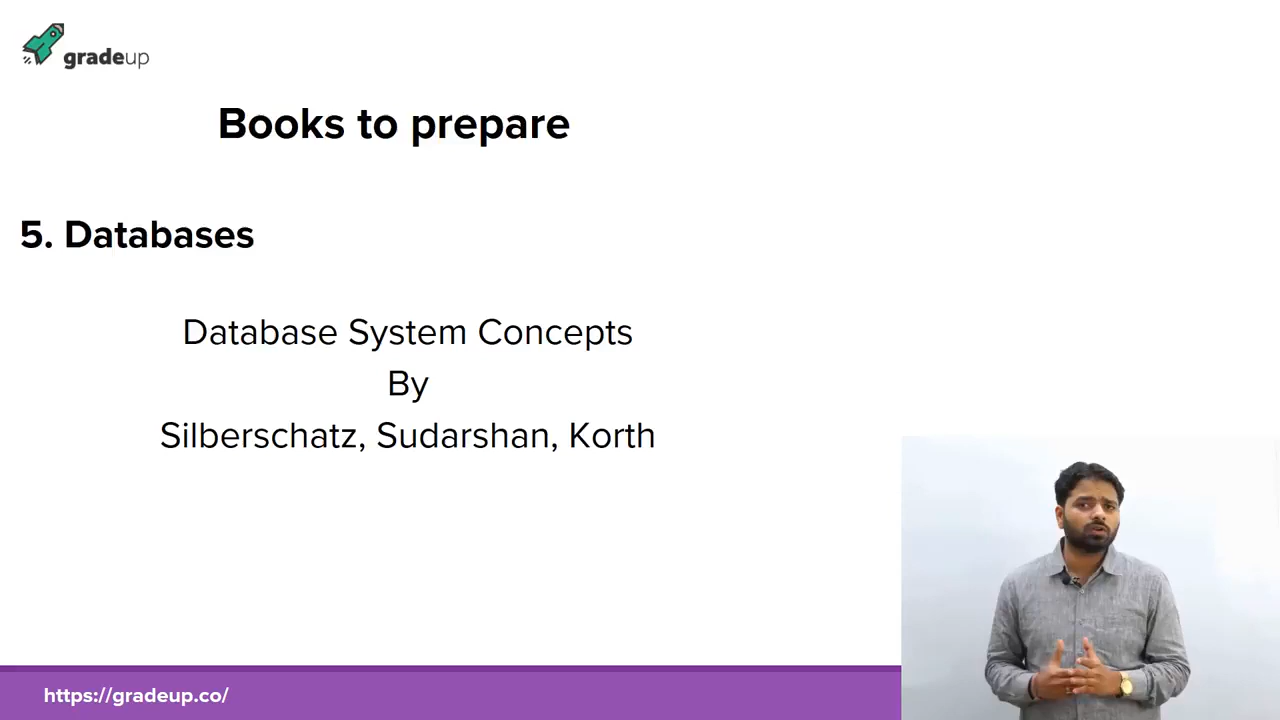 gradeup
Books to prepare
5. Databases
Database System Concepts
By
Silberschatz, Sudarshan, Korth
https://gradeup.co/